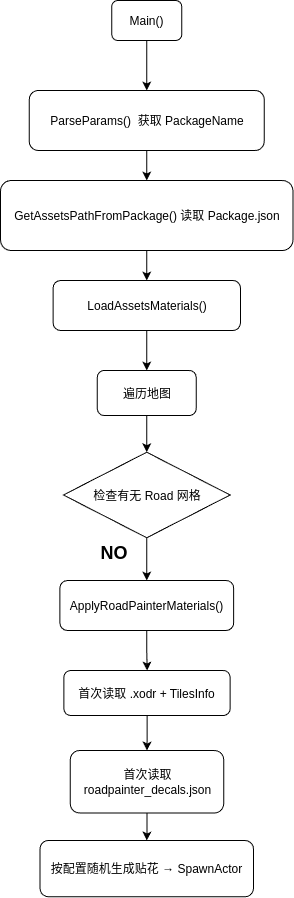 Main()
ParseParams()  获取 PackageName
GetAssetsPathFromPackage() 读取 Package.json
LoadAssetsMaterials()
遍历地图
检查有无 Road 网格
NO
ApplyRoadPainterMaterials()
首次读取 .xodr + TilesInfo
首次读取
roadpainter_decals.json
按配置随机生成贴花 → SpawnActor